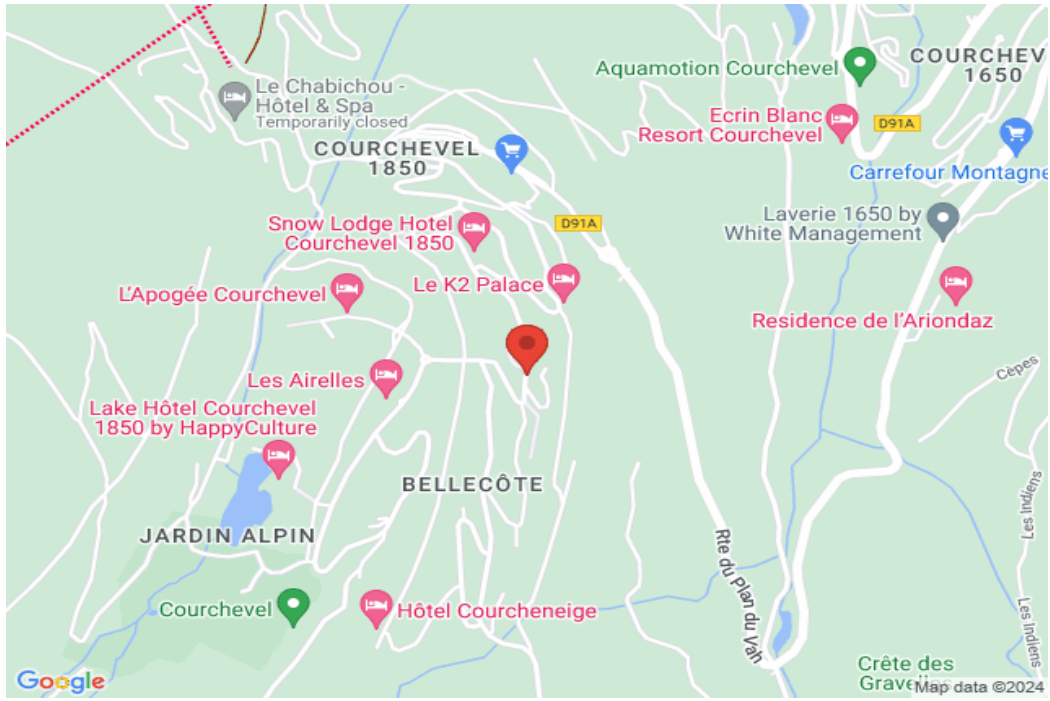 COURCHEV
1650
Aquamotion Courchevel
Le Chabichou -
Hôtel & Spa
Temporarily closed
Ecrin Blanc
Resort Courchevel
D91A
COURCHEVEL
1850
Carrefour Montagne
Snow Lodge Hotel
Courchevel 1850
D91A
Laverie 1650 by
White Management
L'Apogée Courchevel
Le K2 Palace
Residence de l'Ariondaz
Les Airelles
Cèpes
Lake Hôtel Courchevel
1850 by HappyCulture
BELLECÔTE
Les Indiens
JARDIN ALPIN
Rte du Plan du Vah
Courchevel
Hôtel Courcheneige
Les Indiens
Crête des
Google
Map data ©2024